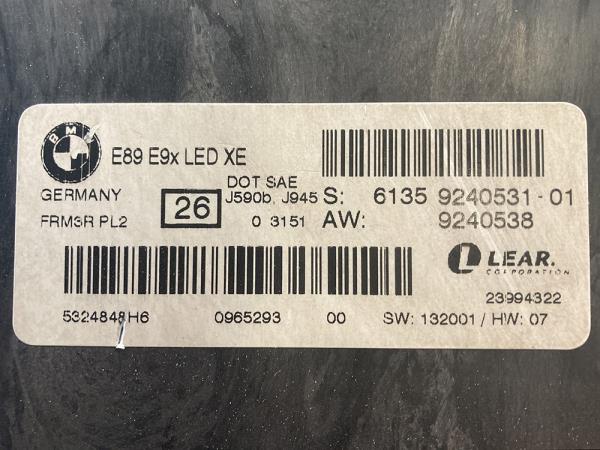 BMW
E89 E9x LED XE
GERMANY
FRM3R PL2
26
DOT SAE
J590b, J945
0 3151
S: 6135 9240531-01
AW: 9240538
LEAR.
CORPORATION
23994322
5324848H6 0965293 00 SW: 132001 / HW: 07